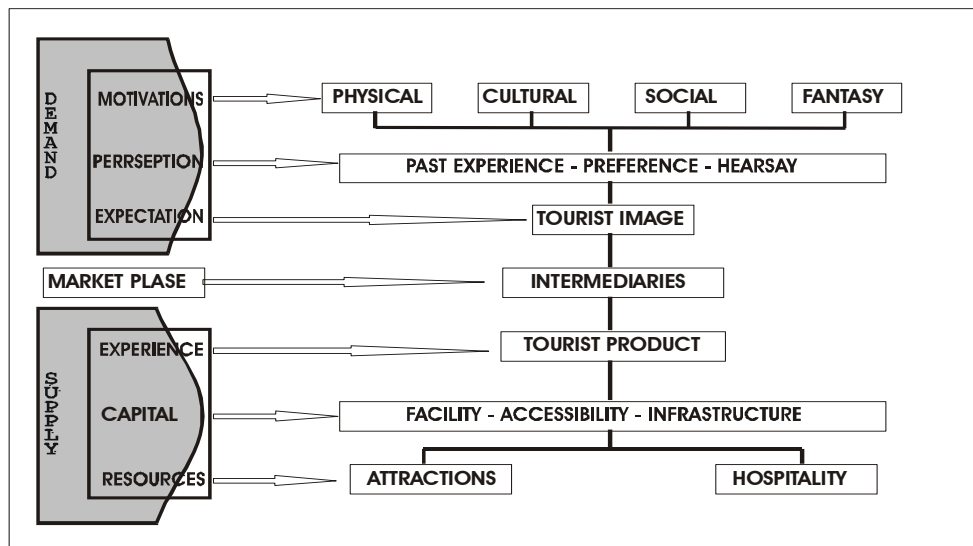 DEMAND
MOTIVATIONS
PHYSICAL
CULTURAL
SOCIAL
FANTASY
PERRSEPTION
PAST EXPERIENCE - PREFERENCE - HEARSAY
EXPECTATION
TOURIST IMAGE
MARKET PLASE
INTERMEDIARIES
SUPPLY
EXPERIENCE
TOURIST PRODUCT
CAPITAL
FACILITY - ACCESSIBILITY - INFRASTRUCTURE
RESOURCES
ATTRACTIONS
HOSPITALITY